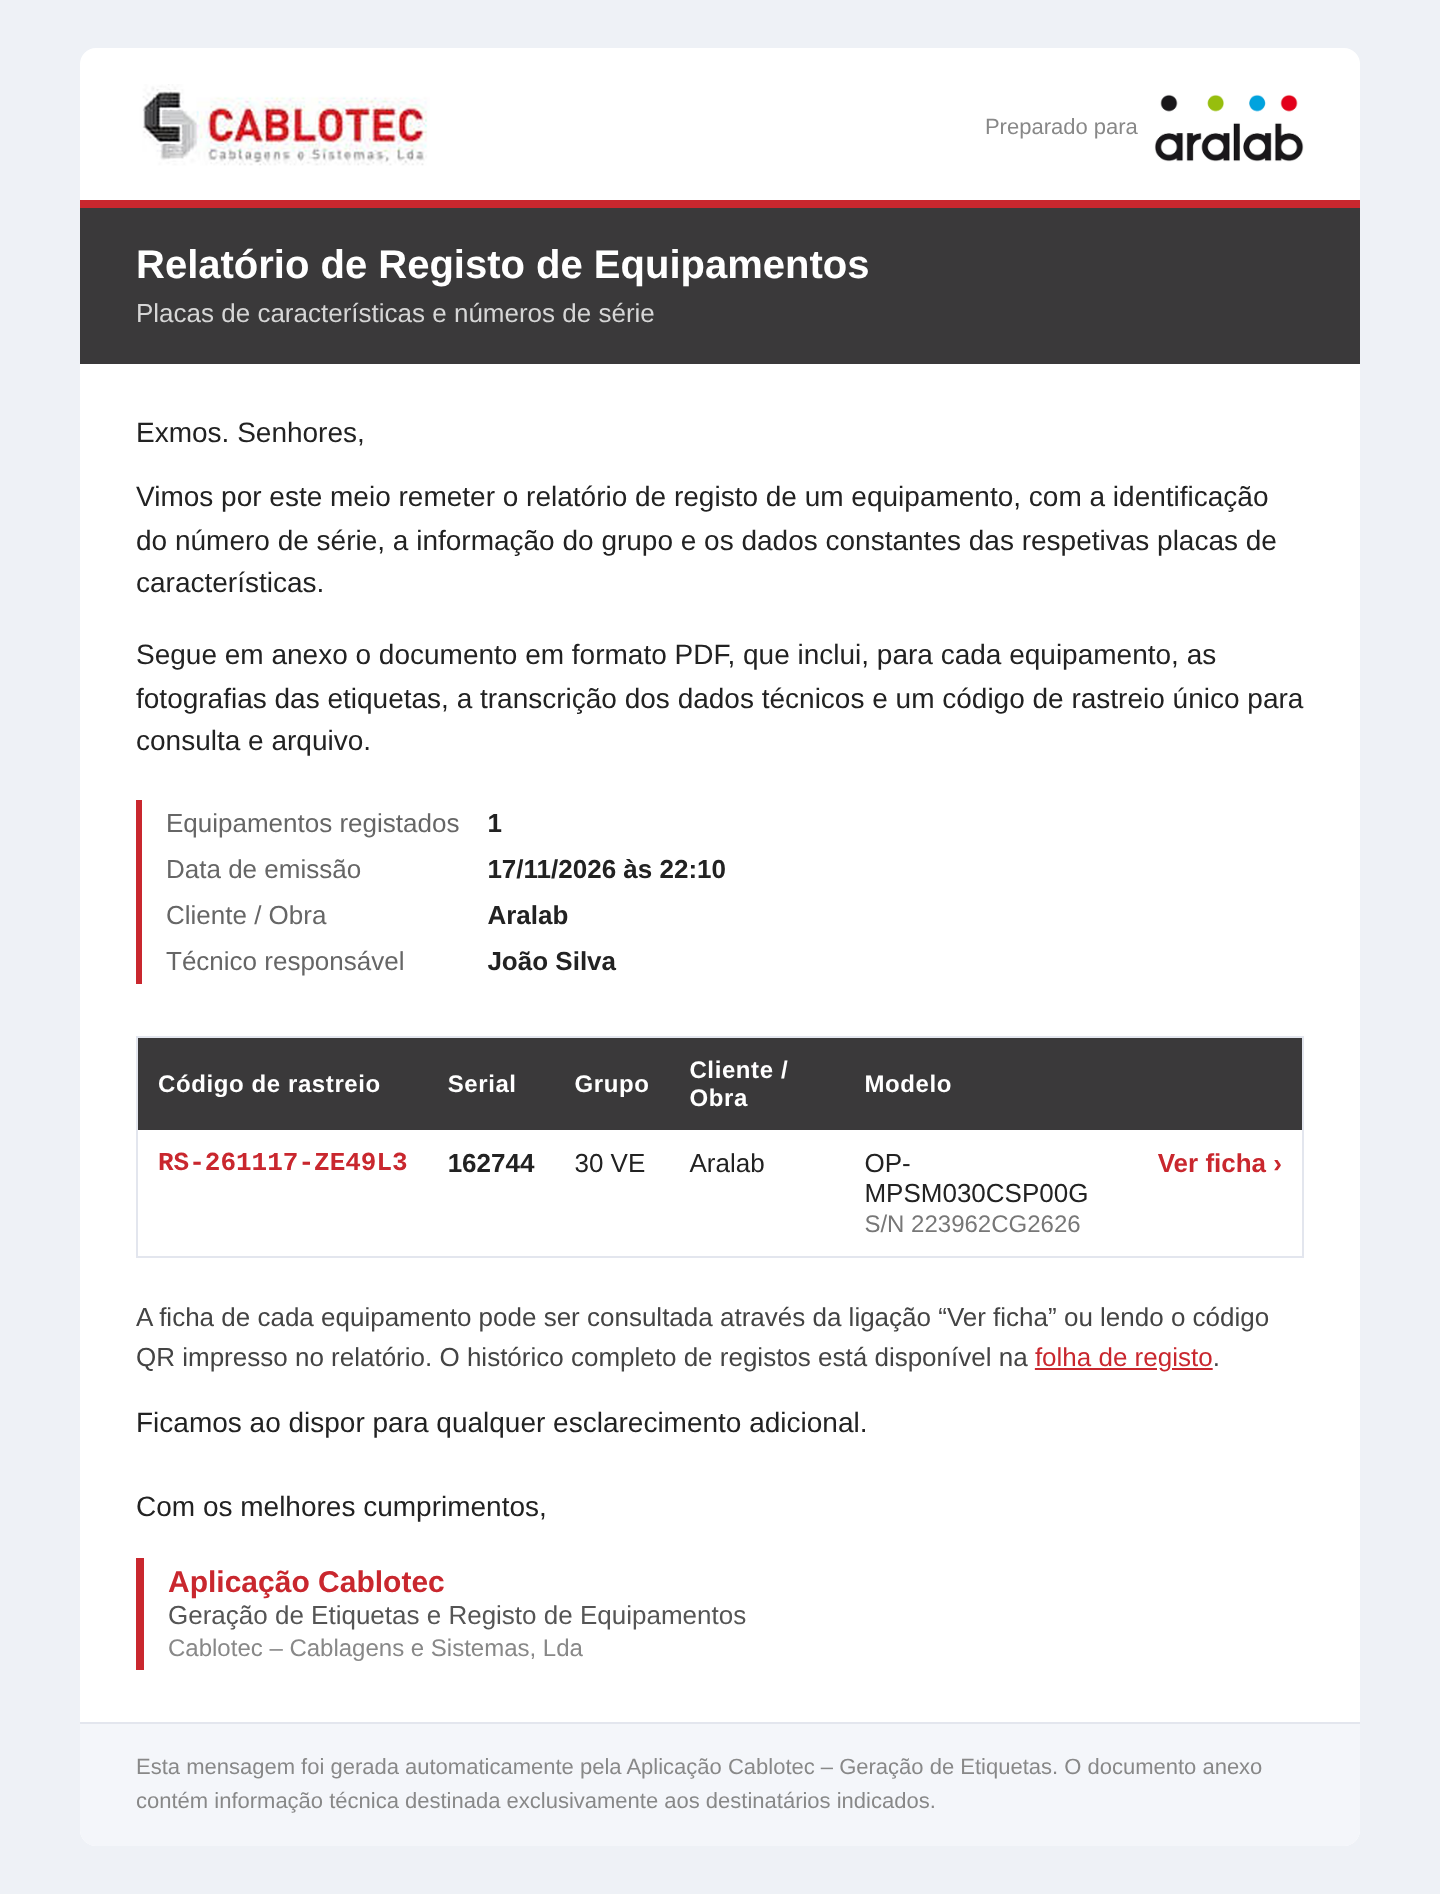 CABLOTEC
Cablagens e Sistemas, Lda
Preparado para
aralab
Relatório de Registo de Equipamentos
Placas de características e números de série
Exmos. Senhores,
Vimos por este meio remeter o relatório de registo de um equipamento, com a identificação
do número de série, a informação do grupo e os dados constantes das respetivas placas de
características.
Segue em anexo o documento em formato PDF, que inclui, para cada equipamento, as
fotografias das etiquetas, a transcrição dos dados técnicos e um código de rastreio único para
consulta e arquivo.
Equipamentos registados 1
Data de emissão 17/11/2026 às 22:10
Cliente / Obra Aralab
Técnico responsável João Silva
Código de rastreio Serial Grupo Cliente / Obra Modelo
RS-261117-ZE49L3 162744 30 VE Aralab OP-
MPSM030CSP00G
S/N 223962CG2626
Ver ficha ›
A ficha de cada equipamento pode ser consultada através da ligação “Ver ficha” ou lendo o código
QR impresso no relatório. O histórico completo de registos está disponível na folha de registo.
Ficamos ao dispor para qualquer esclarecimento adicional.
Com os melhores cumprimentos,
Aplicação Cablotec
Geração de Etiquetas e Registo de Equipamentos
Cablotec – Cablagens e Sistemas, Lda
Esta mensagem foi gerada automaticamente pela Aplicação Cablotec – Geração de Etiquetas. O documento anexo
contém informação técnica destinada exclusivamente aos destinatários indicados.